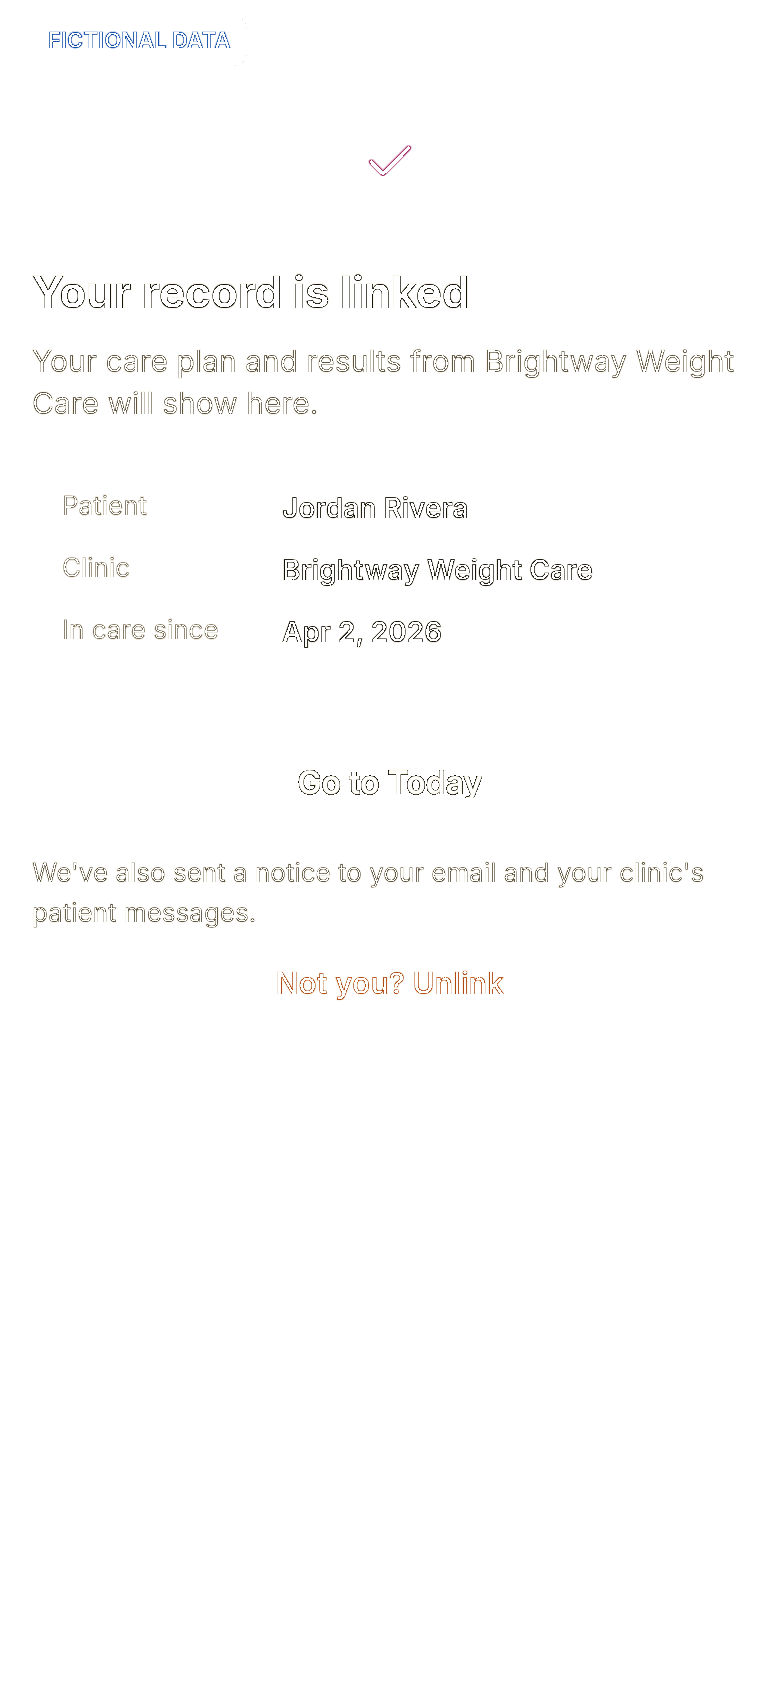 FICTIONAL DATA
Your record is linked
Your care plan and results from Brightway Weight
Care will show here.
Patient Jordan Rivera
Clinic Brightway Weight Care
In care since Apr 2, 2026
Go to Today
We've also sent a notice to your email and your clinic's
patient messages.
Not you? Unlink